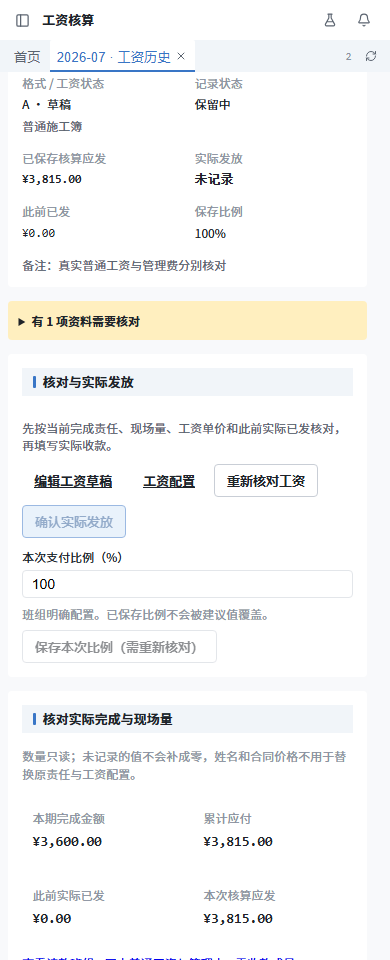 工资核算
首页 2026-07 · 工资历史 ×
2
格式 / 工资状态 记录状态
A · 草稿 保留中
普通施工簿
已保存核算应发 实际发放
¥3,815.00 未记录
此前已发 保存比例
¥0.00 100%
备注：真实普通工资与管理费分别核对
▶ 有 1 项资料需要核对
核对与实际发放
先按当前完成责任、现场量、工资单价和此前实际已发核对，
再填写实际收款。
编辑工资草稿 工资配置 重新核对工资
确认实际发放
本次支付比例（%）
100
班组明确配置。已保存比例不会被建议值覆盖。
保存本次比例（需重新核对）
核对实际完成与现场量
数量只读；未记录的值不会补成零，姓名和合同价格不用于替
换原责任与工资配置。
本期完成金额 累计应付
¥3,600.00 ¥3,815.00
此前实际已发 本次核算应发
¥0.00 ¥3,815.00